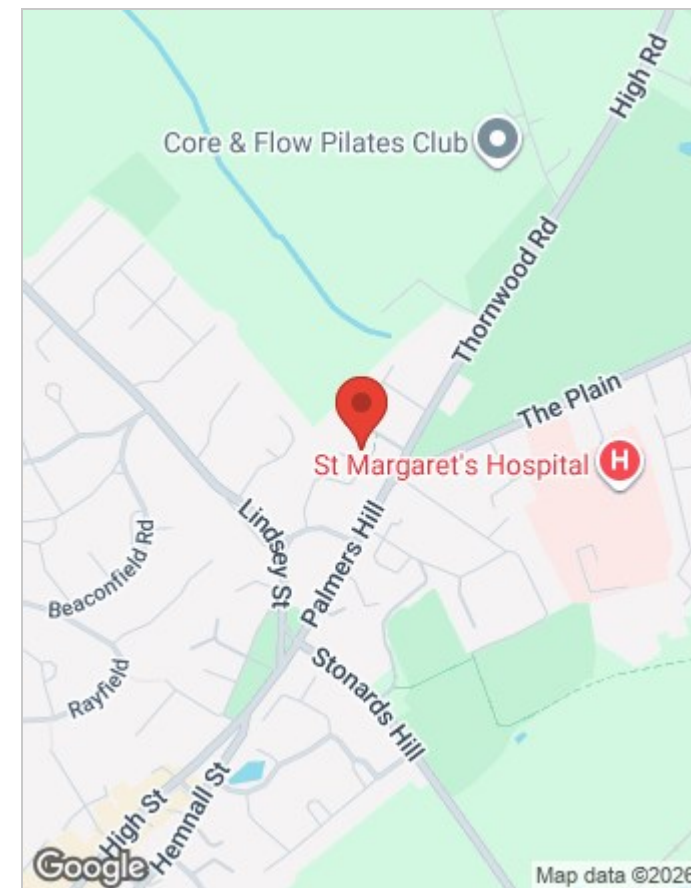 High Rd
Core & Flow Pilates Club
Thornwood Rd
The Plain
St Margaret's Hospital
H
Lindsey St
Palmers Hill
Beaconfield Rd
Rayfield
Stonards Hill
High St
Hemnall St
Google
Map data ©2026